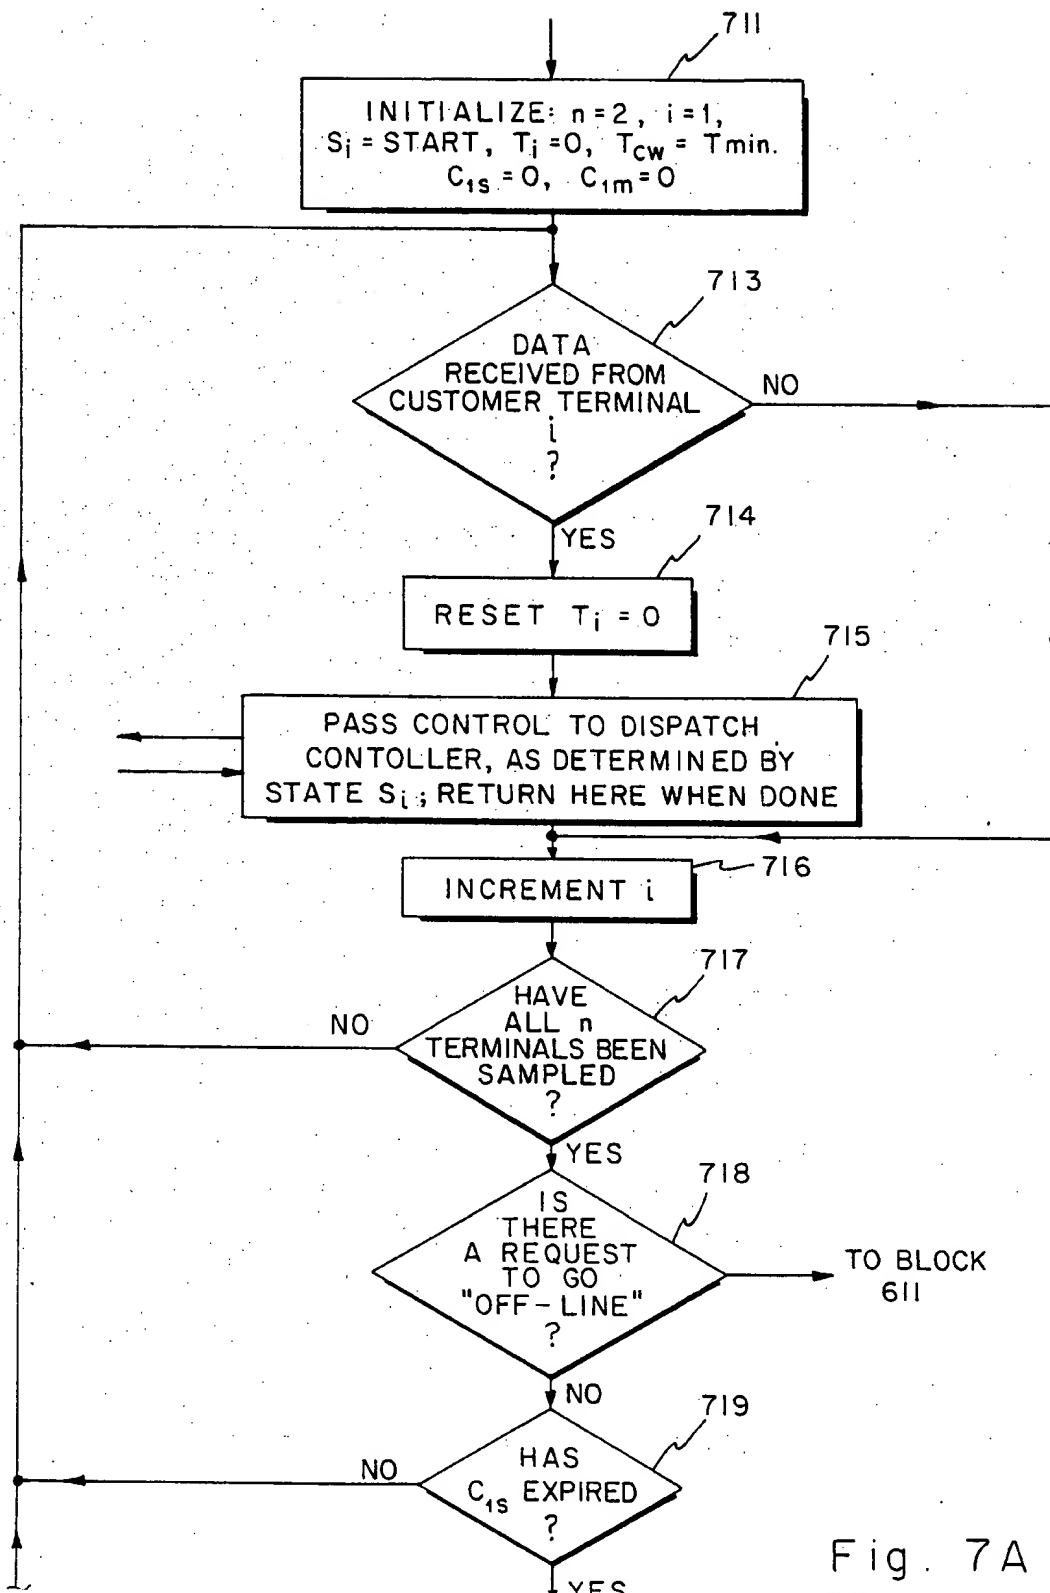 711
INITIALIZE: n=2, i=1,
Si = START, Ti=0, TCW = Tmin.
C1S=0, C1m=0
713
DATA
RECEIVED FROM
CUSTOMER TERMINAL
i
?
NO
YES
714
RESET Ti = 0
715
PASS CONTROL TO DISPATCH
CONTOLLER, AS DETERMINED BY
STATE Si; RETURN HERE WHEN DONE
716
INCREMENT i
717
HAVE
ALL n
TERMINALS BEEN
SAMPLED
?
NO
YES
718
IS
THERE
A REQUEST
TO GO
"OFF-LINE"
?
TO BLOCK
611
NO
719
HAS
C1S EXPIRED
?
NO
YES
Fig. 7A